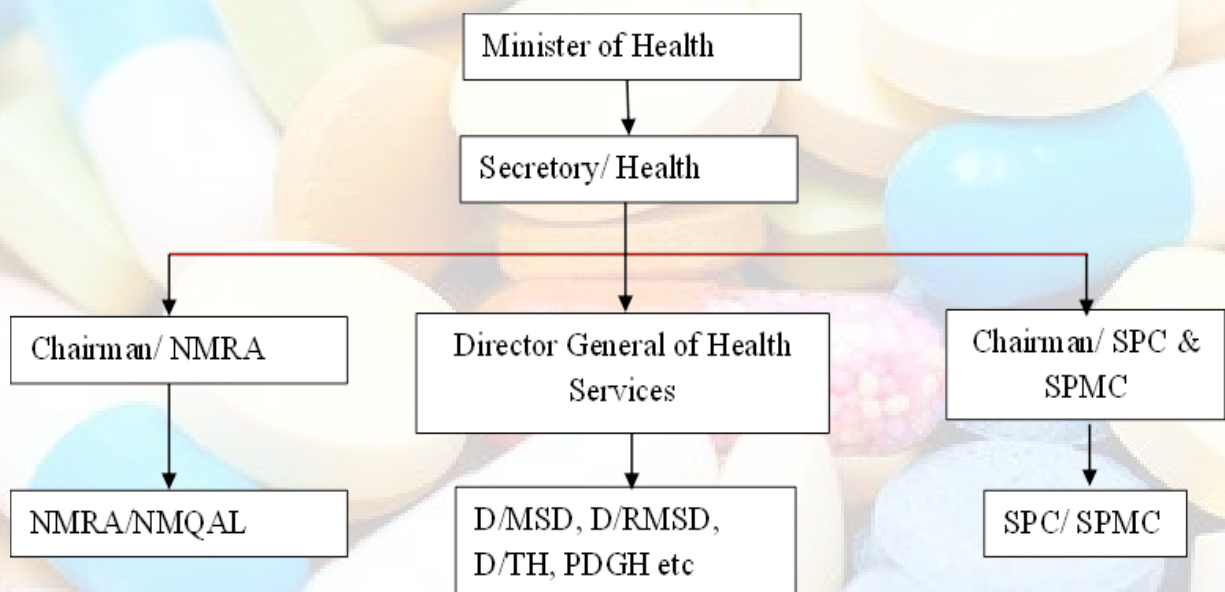 Minister of Health
Secretory/ Health
Chairman/ NMRA
Director General of Health
Services
Chairman/ SPC &
SPMC
NMRA/NMQAL
D/MSD, D/RMSD,
D/TH, PDGH etc
SPC/ SPMC